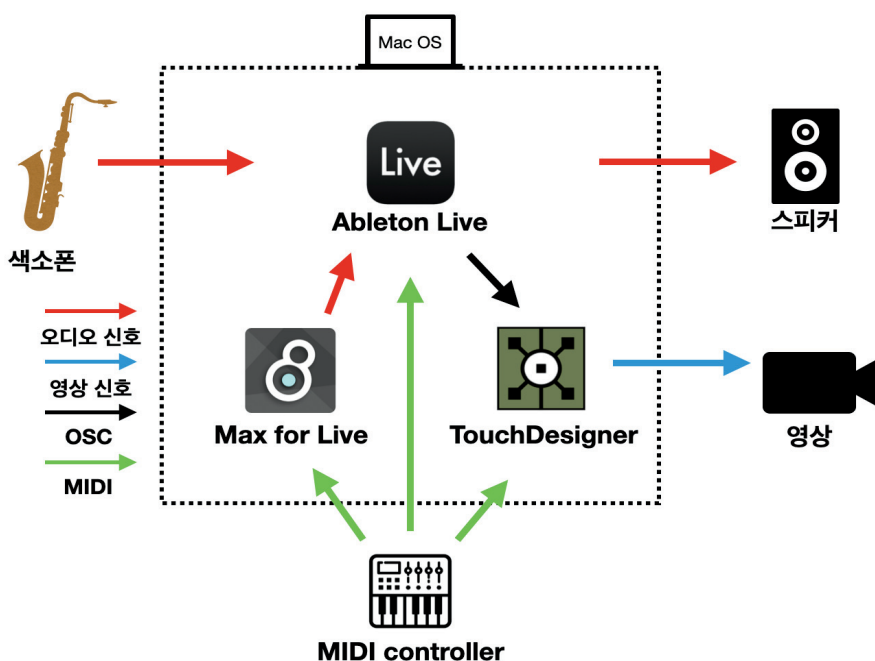 Mac OS
Live
Ableton Live
색소폰
스피커
오디오 신호
영상 신호
OSC
MIDI
Max for Live
TouchDesigner
영상
MIDI controller